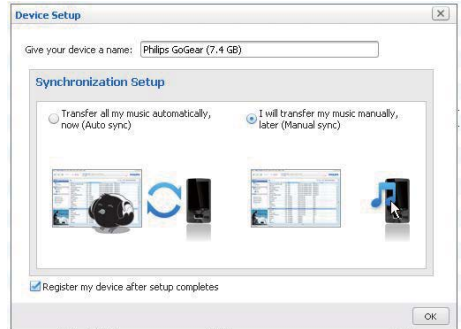 Device Setup
Give your device a name: Philips GoGear (7.4 GB)
Synchronization Setup
Transfer all my music automatically,
now (Auto sync)
I will transfer my music manually,
later (Manual sync)
Register my device after setup completes
OK